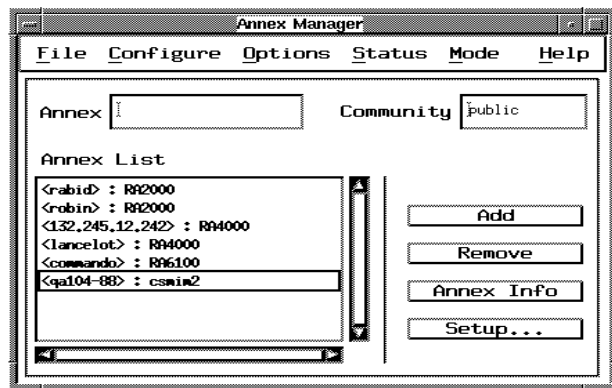 Annex Manager
File Configure Options Status Mode Help
Annex Community public
Annex List
<rabid> : RA2000
<robin> : RA2000
<132.245.12.242> : RA4000
<lancelot> : RA4000
<commando> : RA6100
<qa104-88> : csmim2
Add
Remove
Annex Info
Setup...